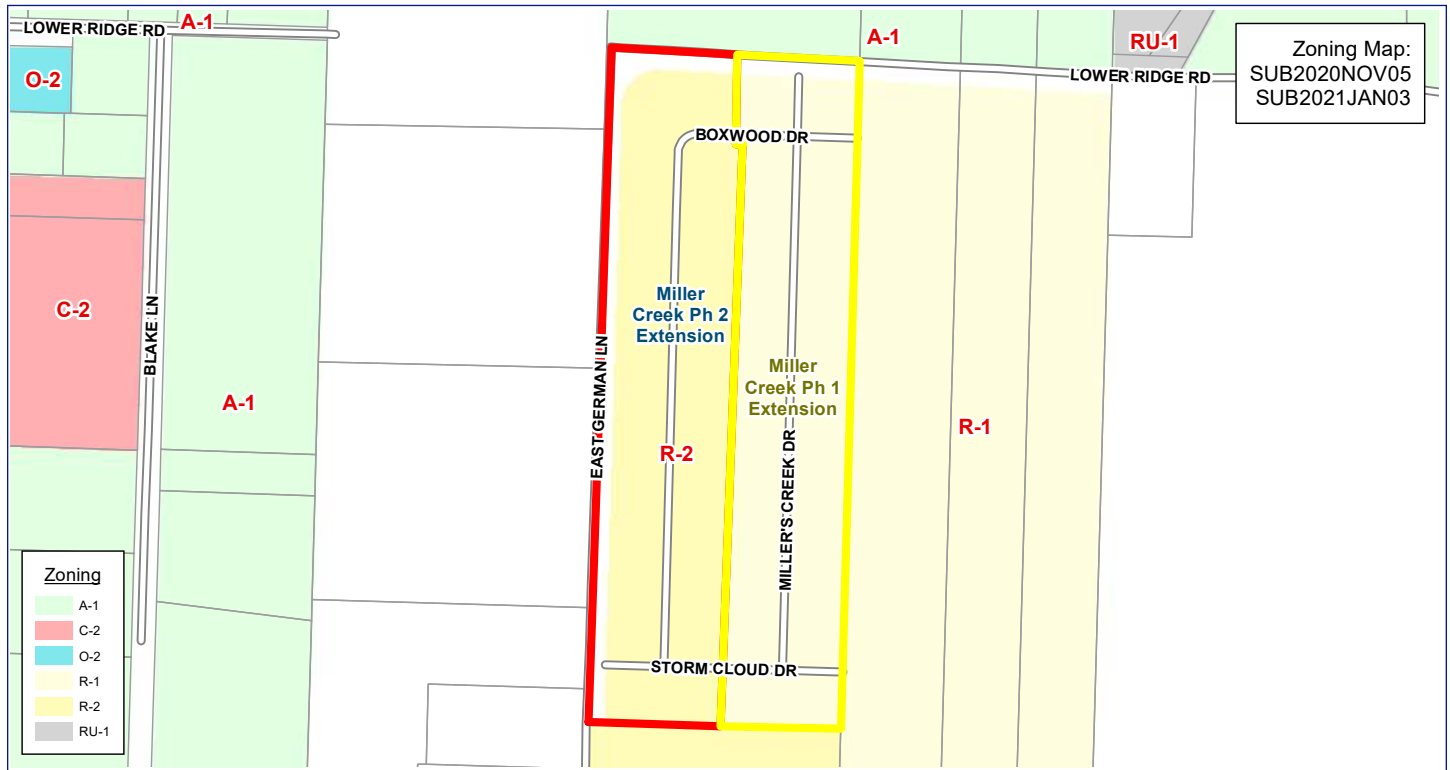 LOWER RIDGE RD
A-1
A-1
RU-1
LOWER RIDGE RD
Zoning Map:
SUB2020NOV05
SUB2021JAN03
O-2
BOXWOOD DR
C-2
BLAKE LN
A-1
EAST GERMAN LN
Miller
Creek Ph 2
Extension
Miller
Creek Ph 1
Extension
R-2
MILLER'S CREEK DR
R-1
STORM CLOUD DR
Zoning
A-1
C-2
O-2
R-1
R-2
RU-1